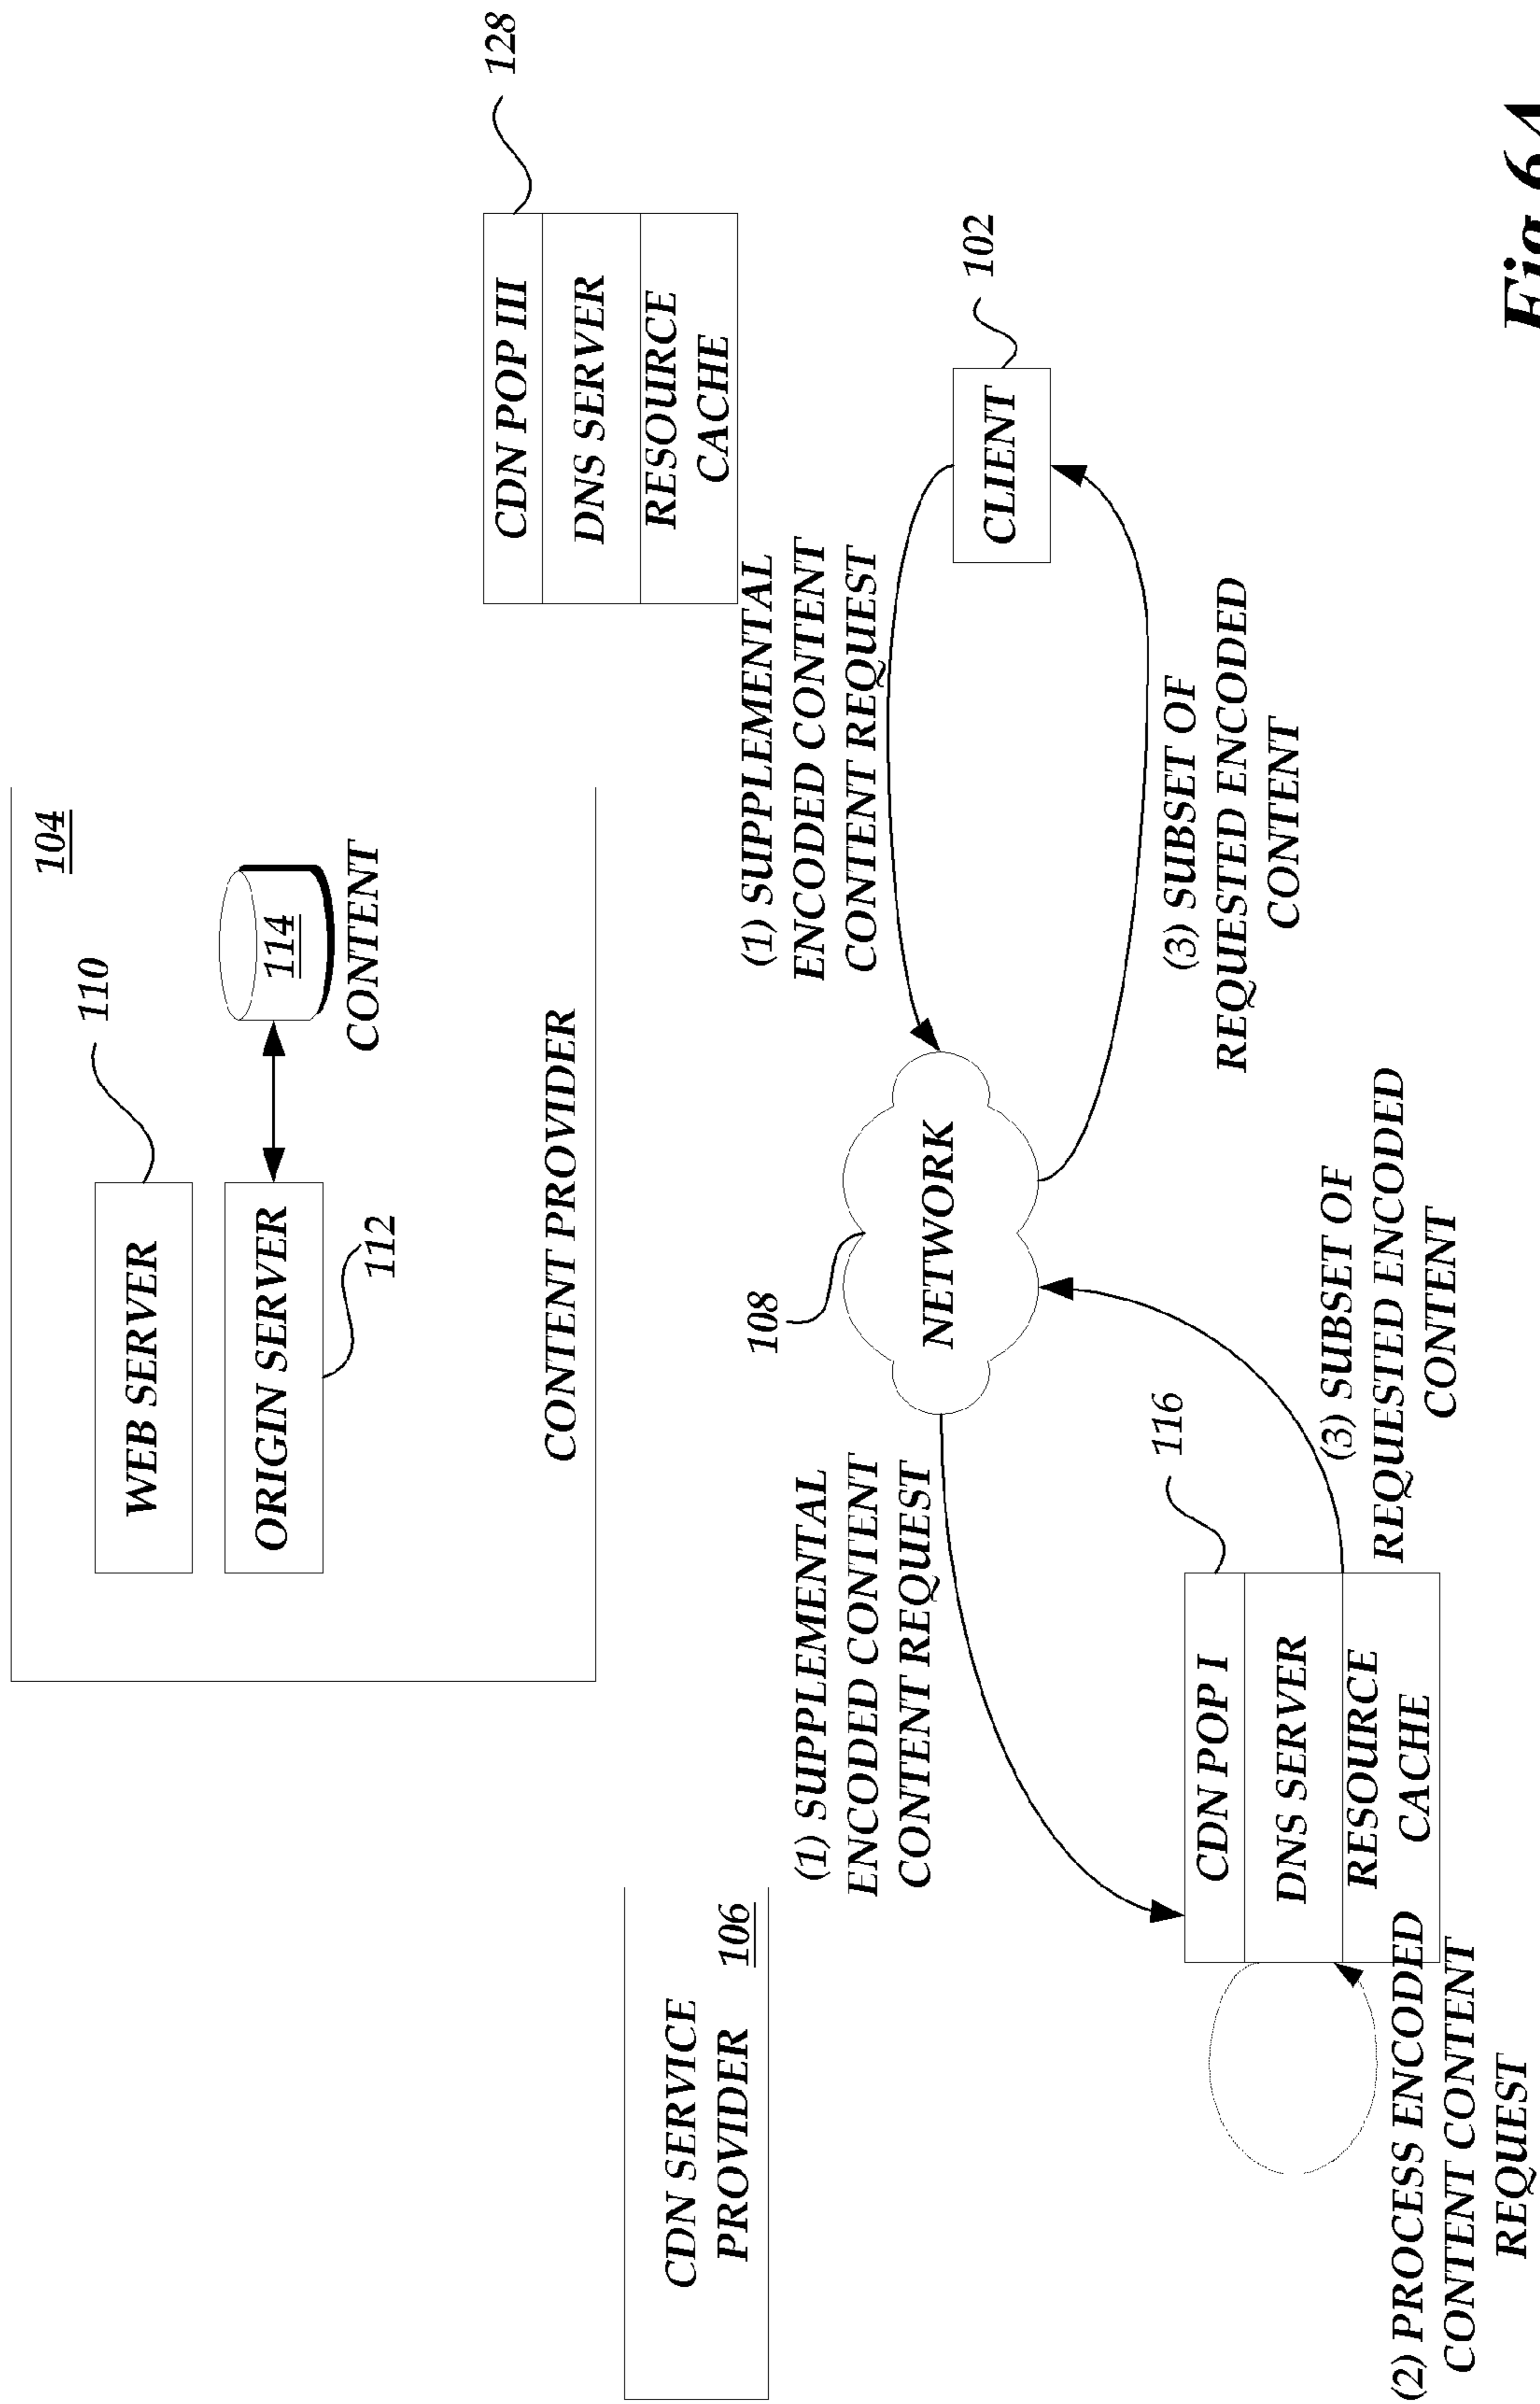 104
WEB SERVER
110
ORIGIN SERVER
112
114
CONTENT
CONTENT PROVIDER
CDN SERVICE
PROVIDER 106
128
CDN POP III
DNS SERVER
RESOURCE
CACHE
(1) SUPPLEMENTAL
ENCODED CONTENT
CONTENT REQUEST
108
NETWORK
(1) SUPPLEMENTAL
ENCODED CONTENT
CONTENT REQUEST
CLIENT
102
116
CDN POP I
DNS SERVER
RESOURCE
CACHE
(3) SUBSET OF
REQUESTED ENCODED
CONTENT
(3) SUBSET OF
REQUESTED ENCODED
CONTENT
(2) PROCESS ENCODED
CONTENT CONTENT
REQUEST
Fig.6A